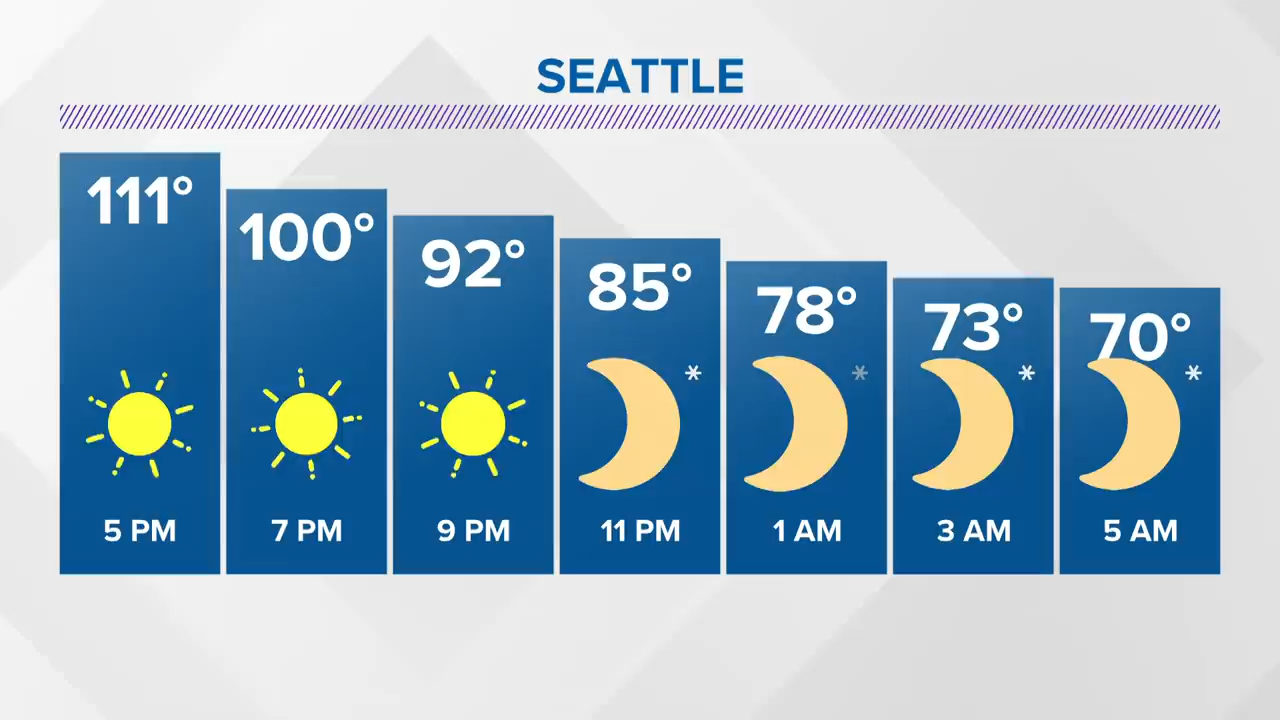 SEATTLE
111°
100°
92°
85°
78°
73°
70°
5 PM
7 PM
9 PM
11 PM
1 AM
3 AM
5 AM